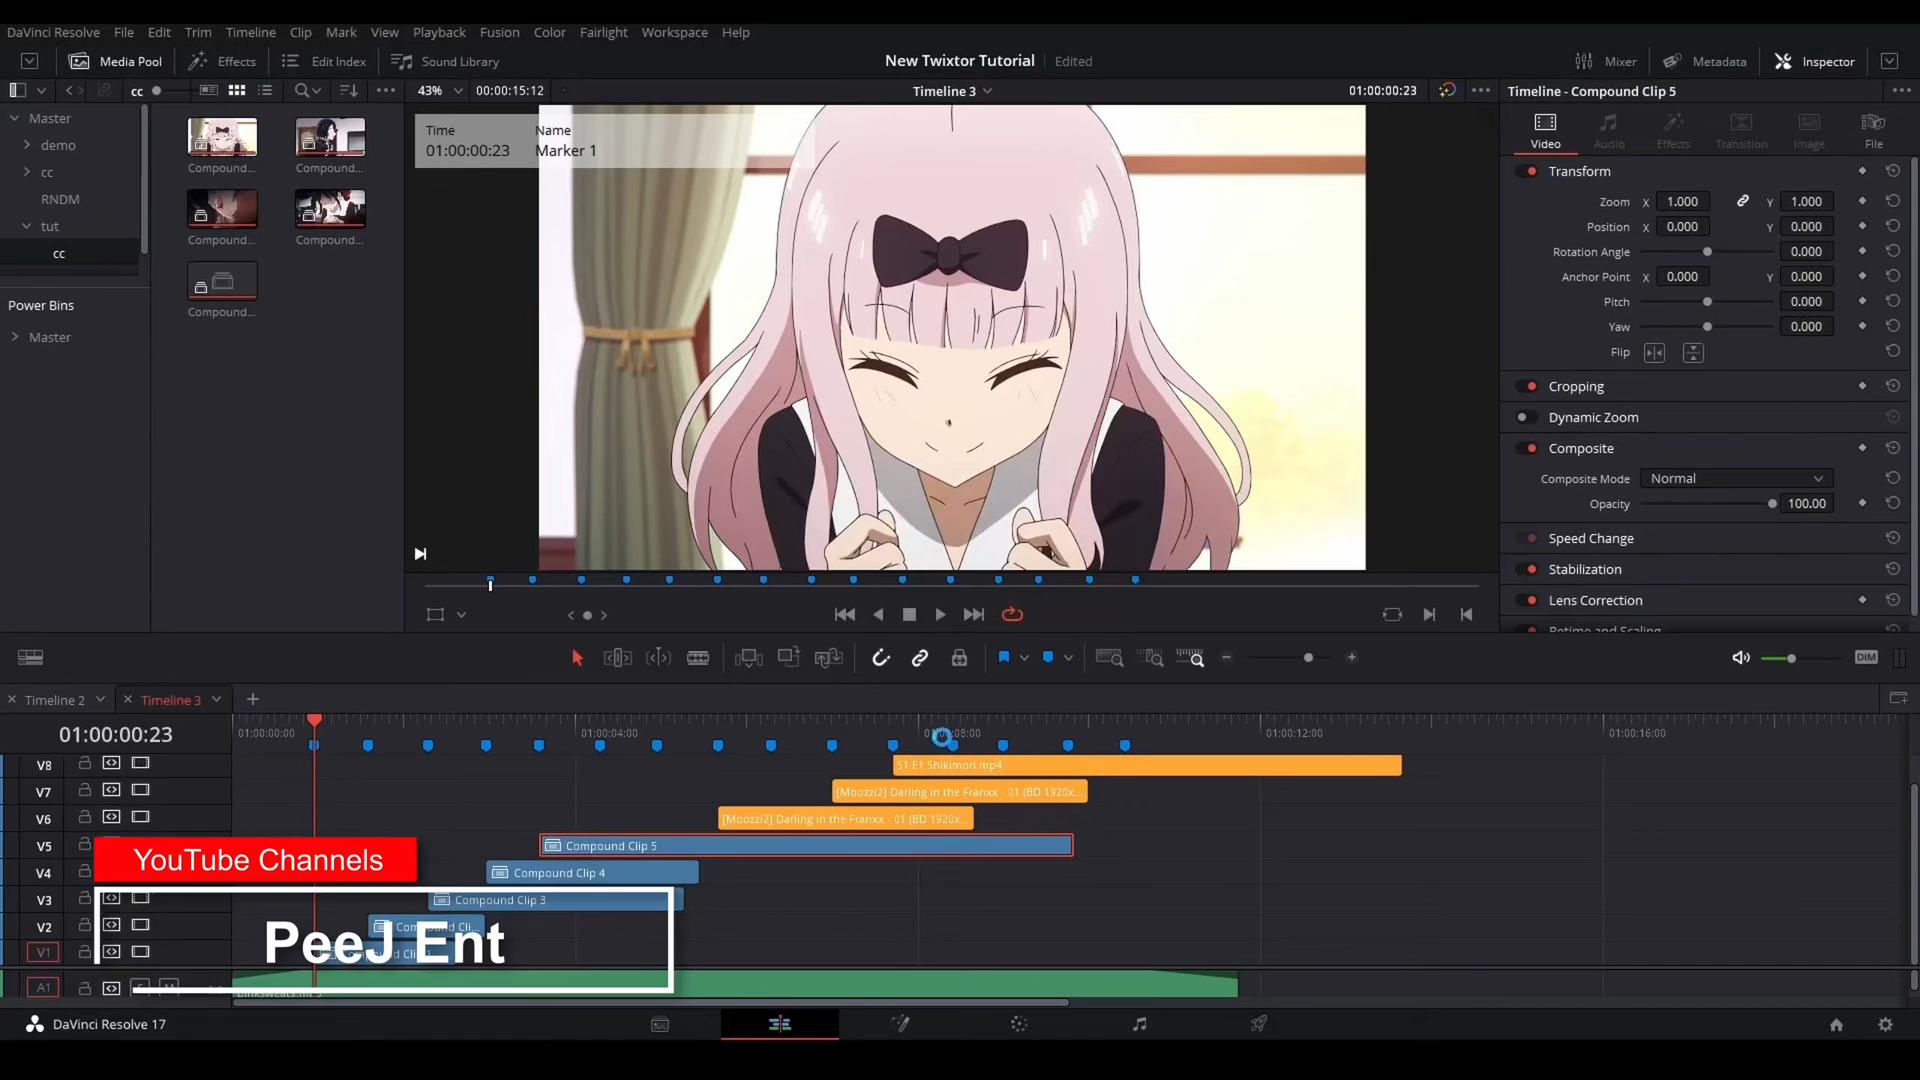 DaVinci Resolve File Edit Trim Timeline Clip Mark View Playback Fusion Color Fairlight Workspace Help
Media Pool Effects Edit Index Sound Library New Twixtor Tutorial Edited Mixer Metadata Inspector
cc 43% 00:00:15:12 Timeline 3 01:00:00:23 Timeline - Compound Clip 5
Master
demo
cc
RNDM
tut
cc
Power Bins
Master
Compound...
Compound...
Compound...
Compound...
Compound...
Time Name
01:00:00:23 Marker 1
Video Audio Effects Transition Image File
Transform
Zoom X 1.000 Y 1.000
Position X 0.000 Y 0.000
Rotation Angle 0.000
Anchor Point X 0.000 Y 0.000
Pitch 0.000
Yaw 0.000
Flip
Cropping
Dynamic Zoom
Composite
Composite Mode Normal
Opacity 100.00
Speed Change
Stabilization
Lens Correction
Retime and Scaling
DIM
Timeline 2 Timeline 3
01:00:00:23 01:00:00:00 01:00:04:00 01:00:08:00 01:00:12:00 01:00:16:00
V8 S1 E1 Shikimori mp4
V7 [Moozzi2] Darling in the Franxx - 01 (BD 1920x...
V6 [Moozzi2] Darling in the Franxx - 01 (BD 1920x...
V5 Compound Clip 5
YouTube Channels
V4 Compound Clip 4
V3 Compound Clip 3
V2 Compound Cli...
PeeJ Ent
V1
A1
DaVinci Resolve 17